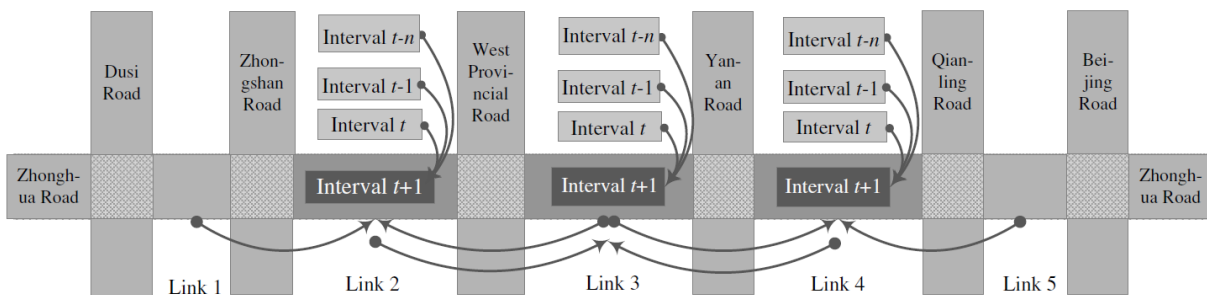 Interval t-n
Interval t-1
Interval t
Interval t+1
Interval t-n
Interval t-1
Interval t
Interval t+1
Interval t-n
Interval t-1
Interval t
Interval t+1
Zhongh-
ua Road
Dusi
Road
Zhon-
gshan
Road
West
Provi-
ncial
Road
Yan-
an
Road
Qian-
ling
Road
Bei-
jing
Road
Zhongh-
ua Road
Link 1
Link 2
Link 3
Link 4
Link 5